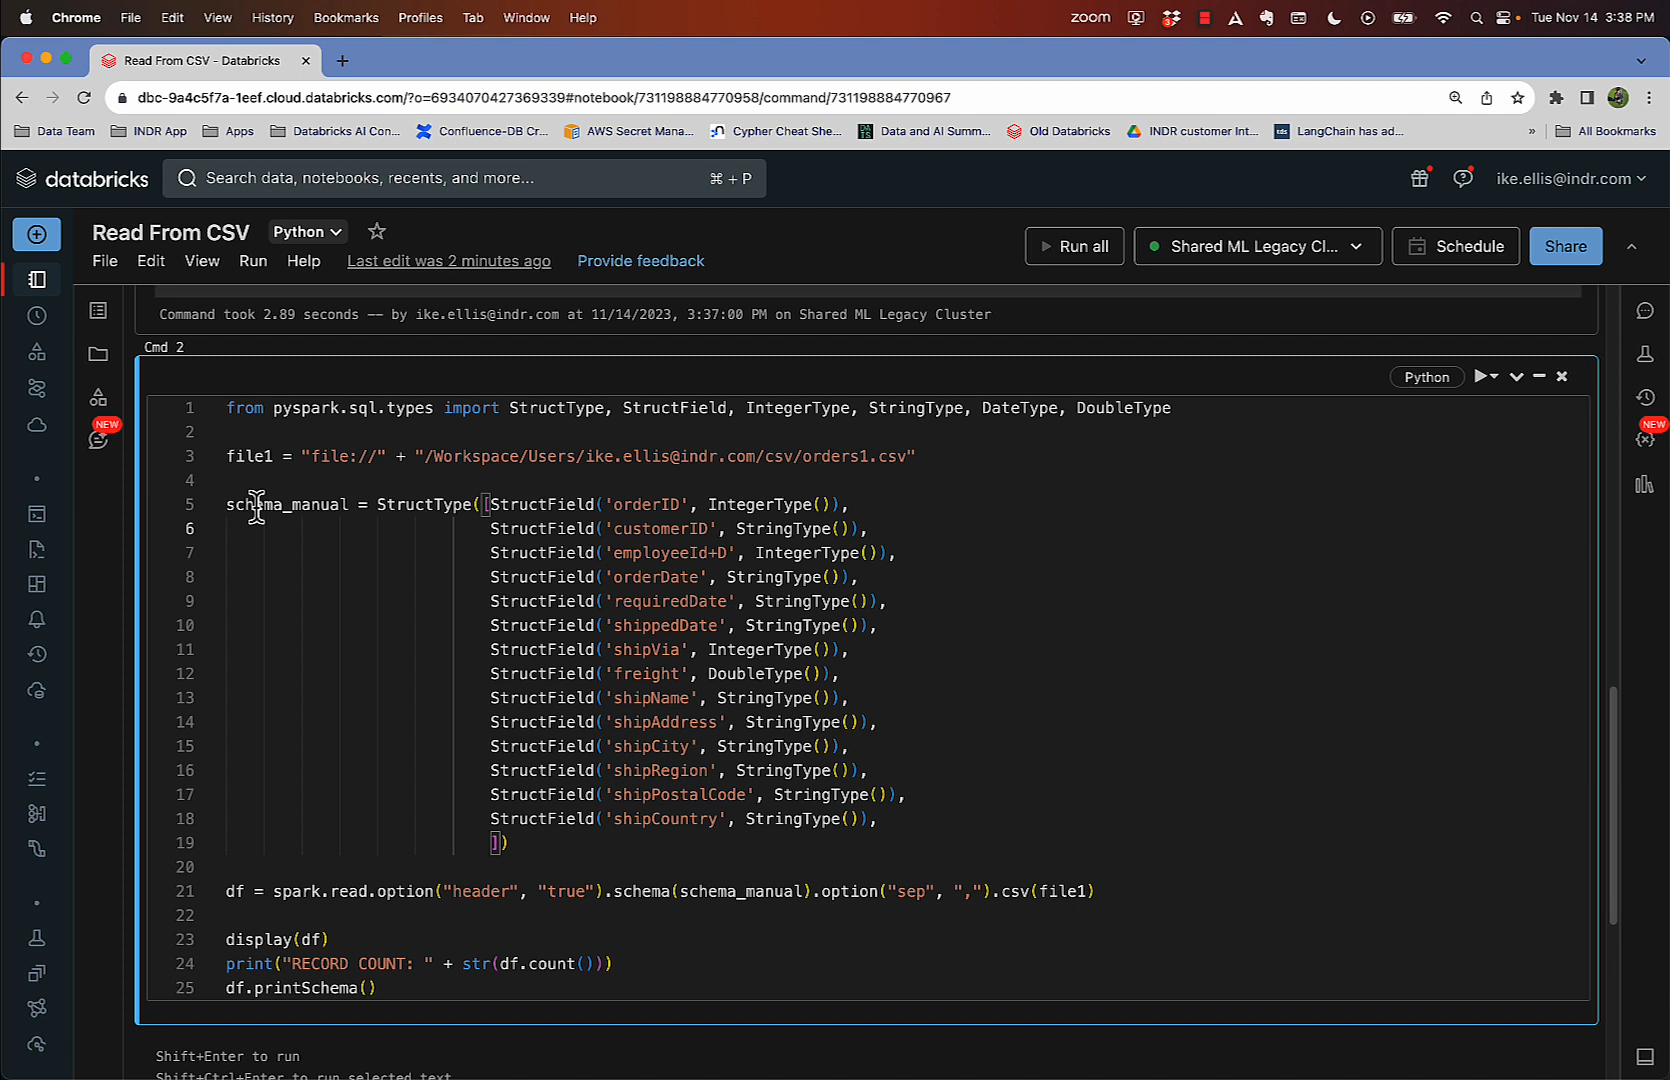 Chrome File Edit View History Bookmarks Profiles Tab Window Help zoom Tue Nov 14 3:38 PM
Read From CSV - Databricks
dbc-9a4c5f7a-1eef.cloud.databricks.com/?o=6934070427369339#notebook/731198884770958/command/731198884770967
Data Team INDR App Apps Databricks AI Con... Confluence-DB Cr... AWS Secret Mana... Cypher Cheat She... Data and AI Summ... Old Databricks INDR customer Int... LangChain has ad... » All Bookmarks
databricks Search data, notebooks, recents, and more... ⌘ + P ike.ellis@indr.com
Read From CSV Python Run all Shared ML Legacy Cl... Schedule Share
File Edit View Run Help Last edit was 2 minutes ago Provide feedback
Command took 2.89 seconds -- by ike.ellis@indr.com at 11/14/2023, 3:37:00 PM on Shared ML Legacy Cluster
Cmd 2
Python
NEW
NEW
1 from pyspark.sql.types import StructType, StructField, IntegerType, StringType, DateType, DoubleType
2
3 file1 = "file://" + "/Workspace/Users/ike.ellis@indr.com/csv/orders1.csv"
4
5 schema_manual = StructType([StructField('orderID', IntegerType()),
6 StructField('customerID', StringType()),
7 StructField('employeeId+D', IntegerType()),
8 StructField('orderDate', StringType()),
9 StructField('requiredDate', StringType()),
10 StructField('shippedDate', StringType()),
11 StructField('shipVia', IntegerType()),
12 StructField('freight', DoubleType()),
13 StructField('shipName', StringType()),
14 StructField('shipAddress', StringType()),
15 StructField('shipCity', StringType()),
16 StructField('shipRegion', StringType()),
17 StructField('shipPostalCode', StringType()),
18 StructField('shipCountry', StringType()),
19 ])
20
21 df = spark.read.option("header", "true").schema(schema_manual).option("sep", ",").csv(file1)
22
23 display(df)
24 print("RECORD COUNT: " + str(df.count()))
25 df.printSchema()
Shift+Enter to run
Shift+Ctrl+Enter to run selected text